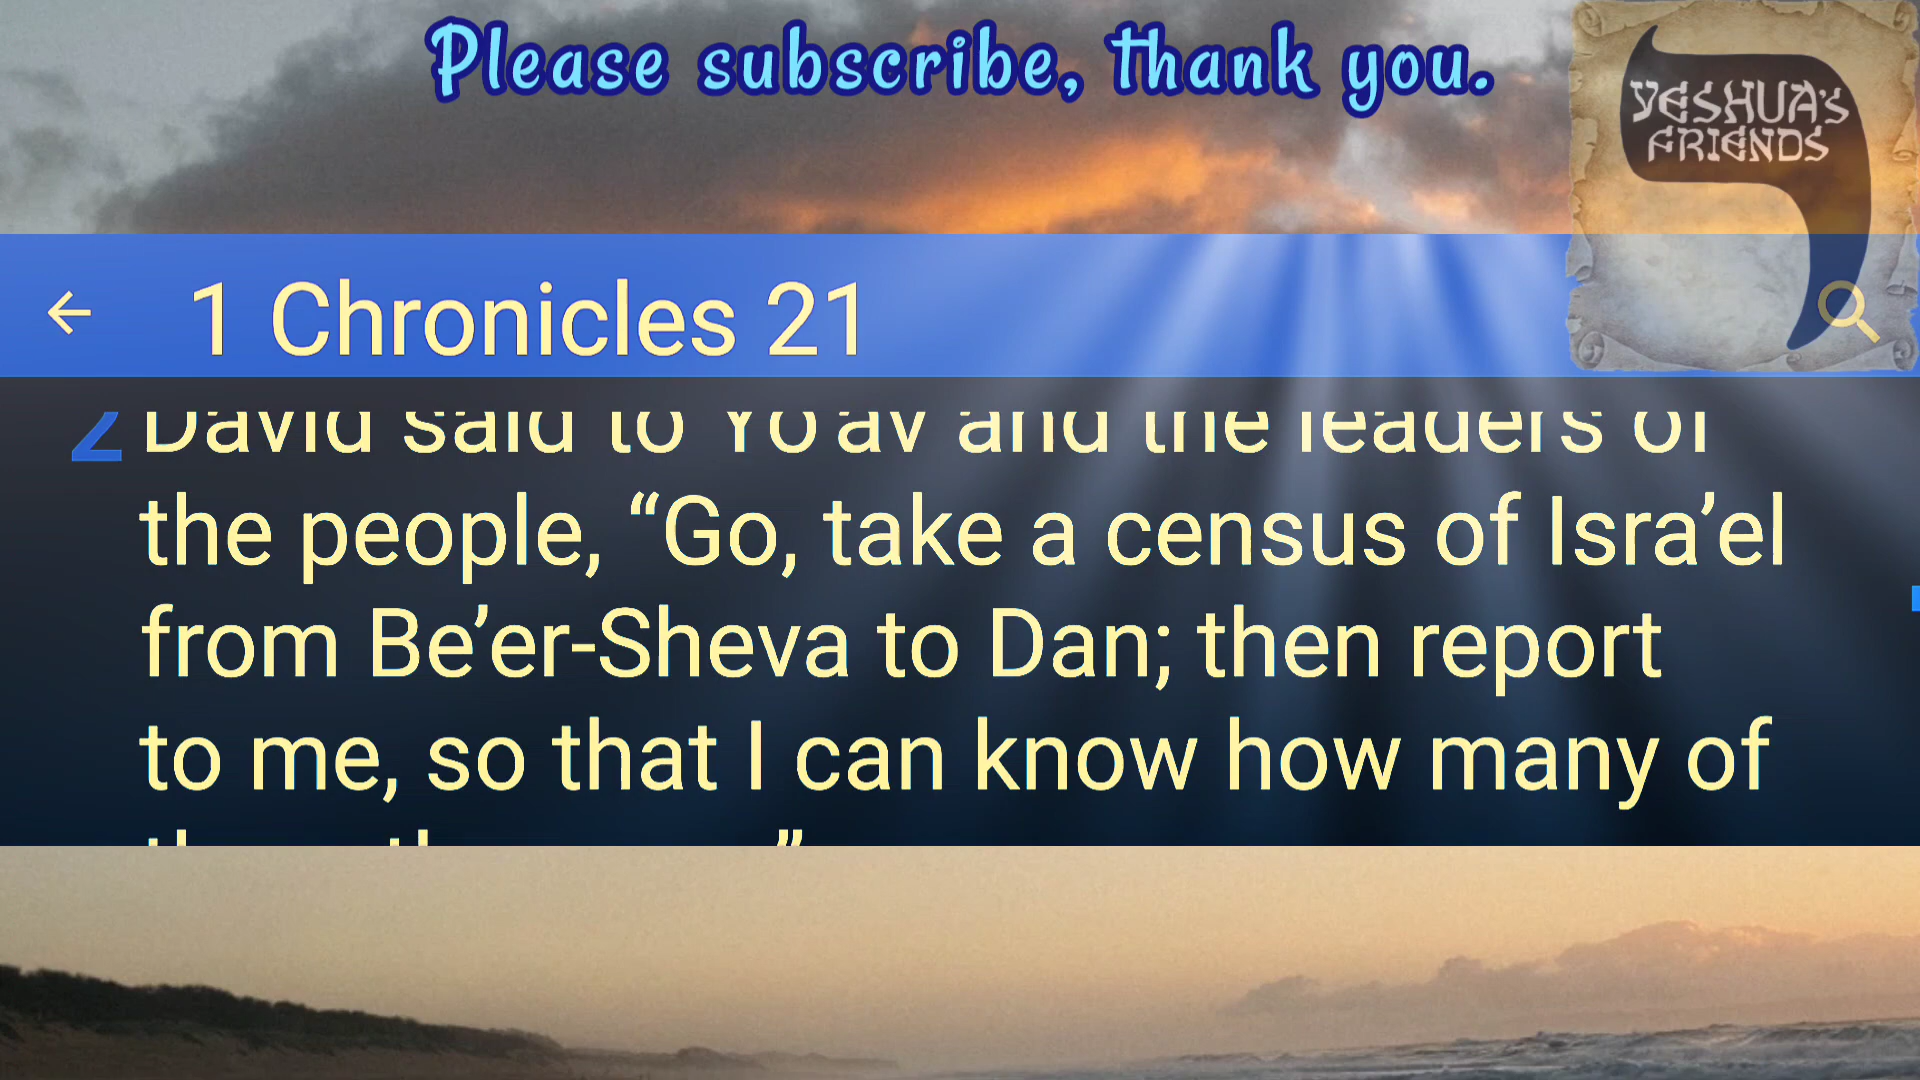 Please subscribe, thank you.
YESHUA'S
FRIENDS
1 Chronicles 21
2 David said to Yo'av and the leaders of
the people, “Go, take a census of Isra’el
from Be’er-Sheva to Dan; then report
to me, so that I can know how many of